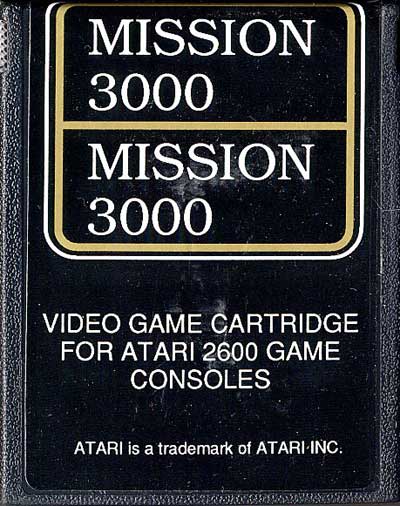 MISSION
3000
MISSION
3000
VIDEO GAME CARTRIDGE
FOR ATARI 2600 GAME
CONSOLES
ATARI is a trademark of ATARI INC.